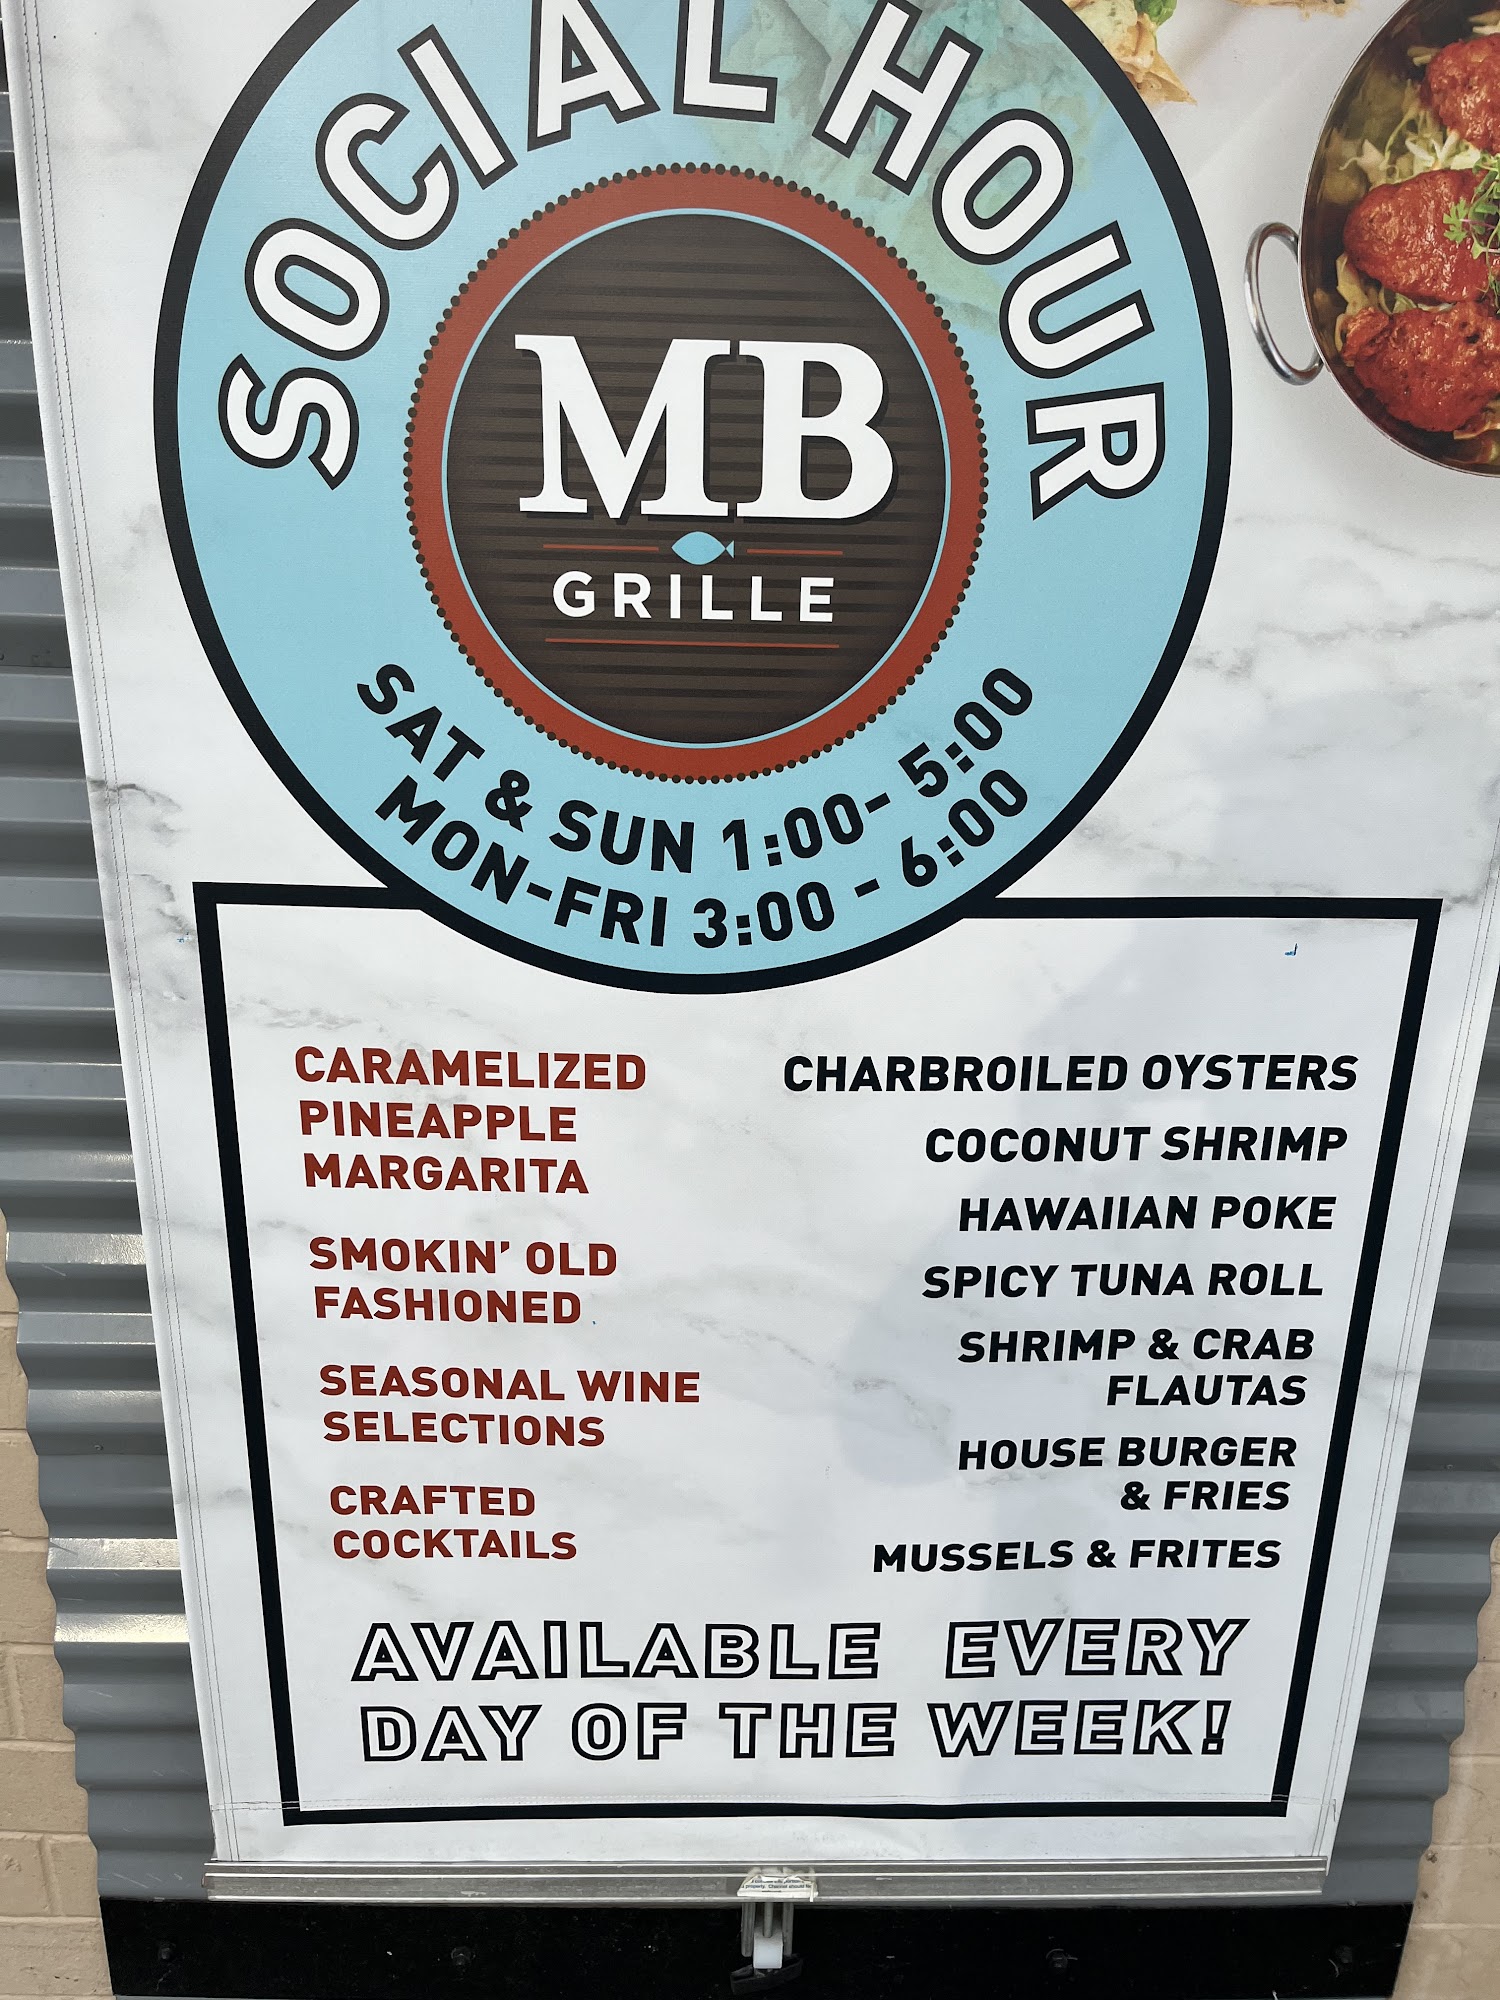 SOCIAL HOUR
MB
GRILLE
SAT & SUN 1:00- 5:00
MON-FRI 3:00 - 6:00
CARAMELIZED
PINEAPPLE
MARGARITA
SMOKIN' OLD
FASHIONED
SEASONAL WINE
SELECTIONS
CRAFTED
COCKTAILS
CHARBROILED OYSTERS
COCONUT SHRIMP
HAWAIIAN POKE
SPICY TUNA ROLL
SHRIMP & CRAB
FLAUTAS
HOUSE BURGER
& FRIES
MUSSELS & FRITES
AVAILABLE EVERY
DAY OF THE WEEK!